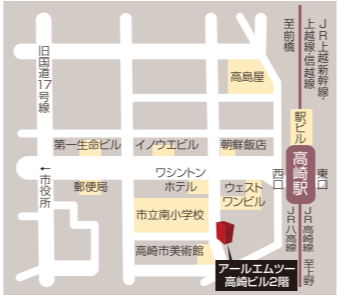 JR上越新幹線・
上越線・信越線
至前橋
旧国道17号線
高島屋
駅ビル
第一生命ビル
イノウエビル
朝鮮飯店
高崎駅
西口
東口
←市役所
郵便局
ワシントン
ホテル
ウェスト
ワンビル
市立南小学校
高崎市美術館
JR八高線
JR高崎線
至上野
アールエムツー
高崎ビル2階